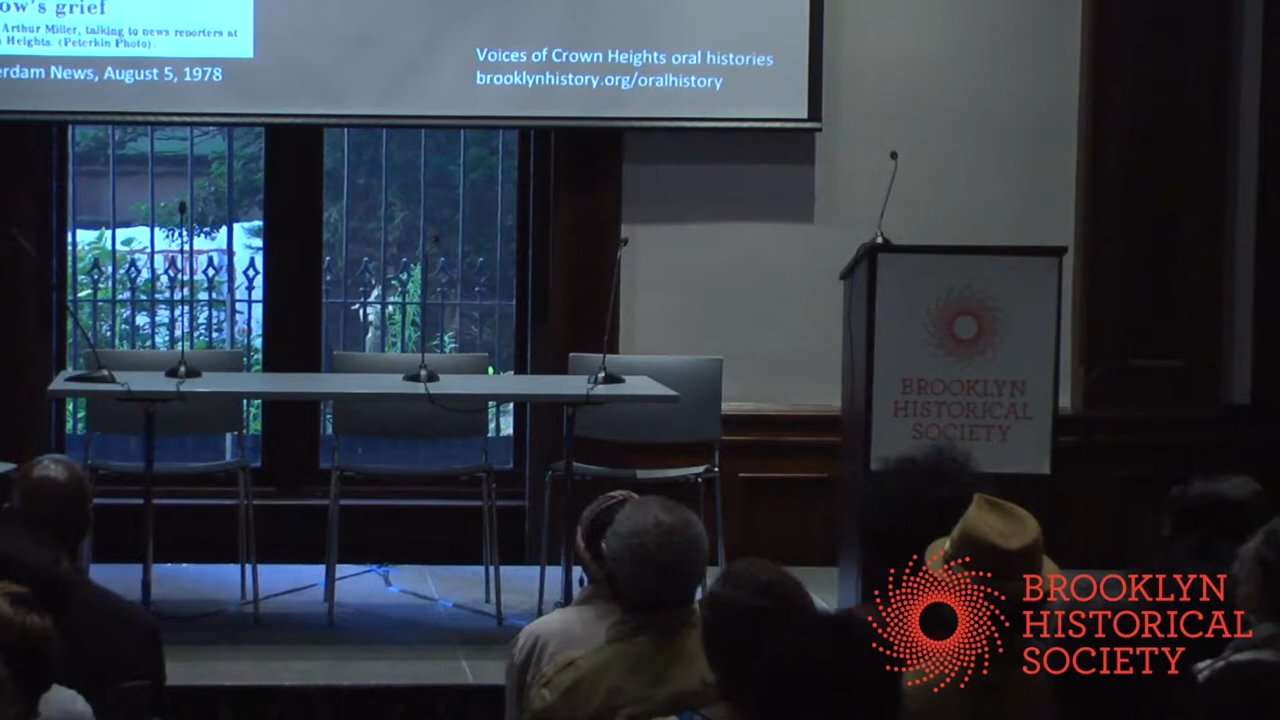 ow's grief
Arthur Miller, talking to news reporters at
Heights. (Peterkin Photo).
erdam News, August 5, 1978
Voices of Crown Heights oral histories
brooklynhistory.org/oralhistory
BROOKLYN
HISTORICAL
SOCIETY
BROOKLYN
HISTORICAL
SOCIETY